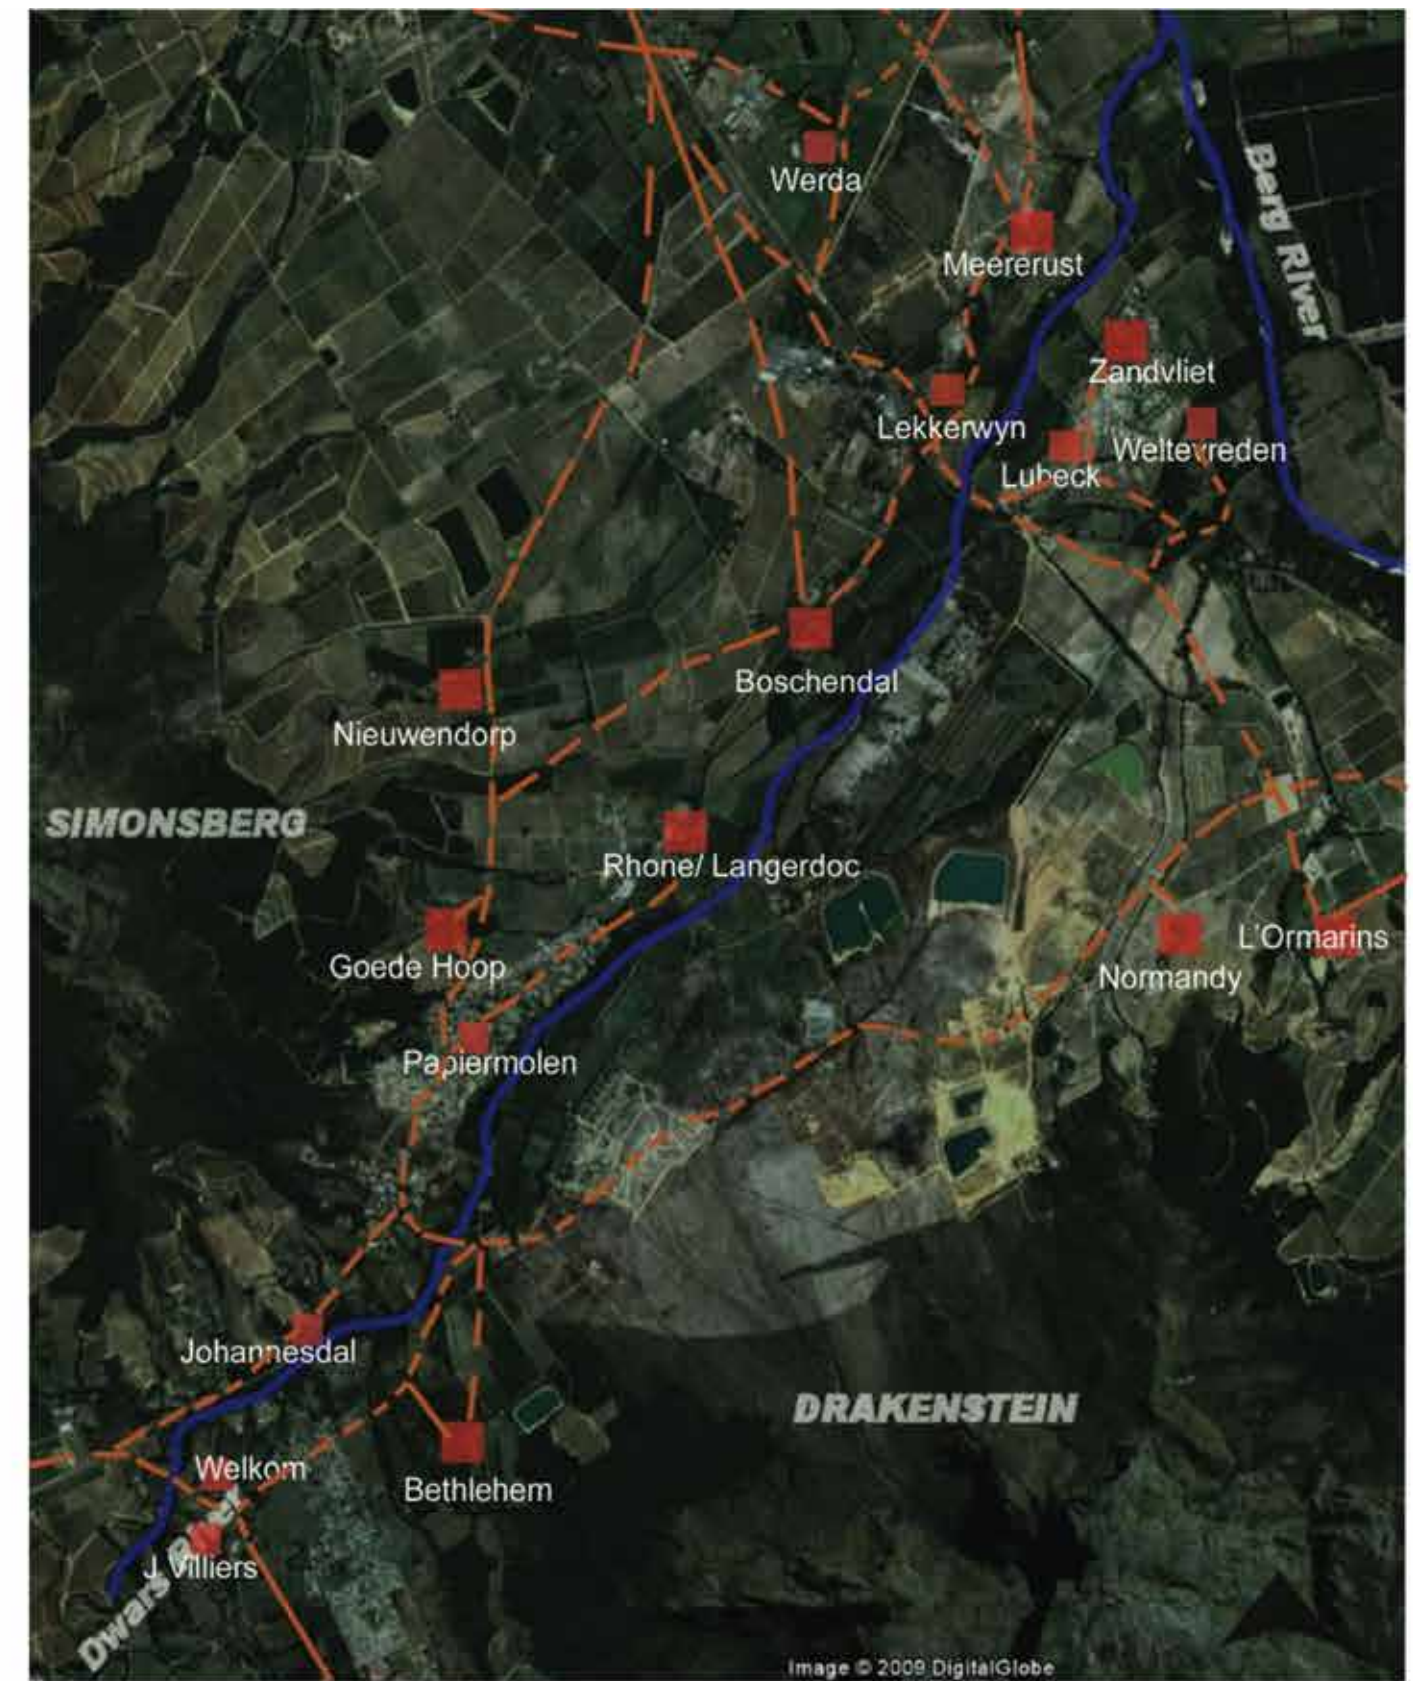 Werda
Berg River
Meererust
Zandvliet
Lekkerwyn
Weltevreden
Lubeck
Boschendal
Nieuwendorp
SIMONSBERG
Rhone/ Langerdoc
L'Ormarins
Goede Hoop
Normandy
Papiermolen
Johannesdal
DRAKENSTEIN
Welkom
Bethlehem
J Villiers
Dwars
Image © 2009 DigitalGlobe